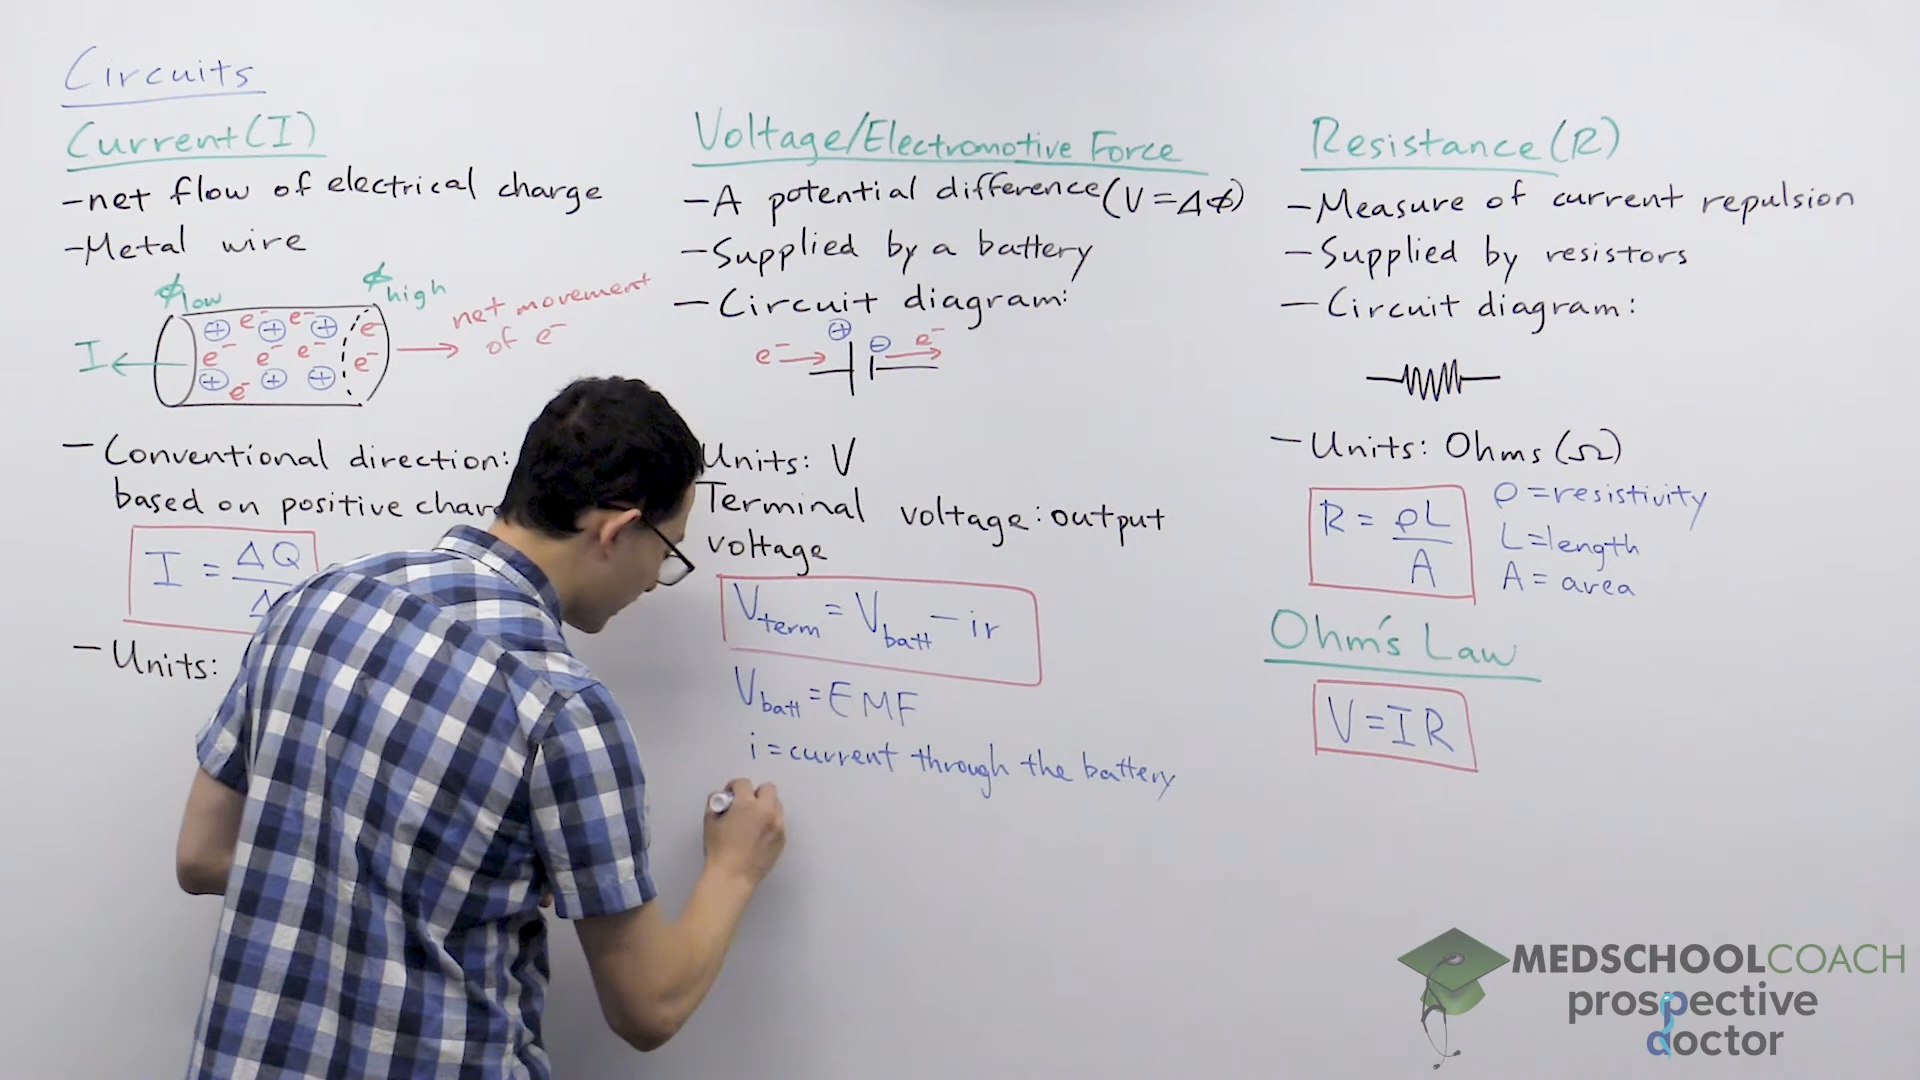 Circuits
Current (I)
-net flow of electrical charge
-Metal wire
ϕlow
ϕhigh
net movement
of e⁻
I
⊕ e⁻ ⊕ e⁻ ⊕ e⁻
e⁻ e⁻ e⁻ e⁻
⊕ e⁻ ⊕ ⊕
- Conventional direction:
based on positive
I = ΔQ
Δ
- Units:
Voltage/Electromotive Force
-A potential difference (V=Δϕ)
-Supplied by a battery
-Circuit diagram:
⊕ ⊖
e⁻ e⁻
Units: V
Terminal voltage: output
voltage
Vterm = Vbatt - ir
Vbatt = EMF
i = current through the battery
Resistance (R)
-Measure of current repulsion
-Supplied by resistors
-Circuit diagram:
-Units: Ohms (Ω)
R = ρL
A
ρ = resistivity
L = length
A = area
Ohm's Law
V = IR
MEDSCHOOLCOACH
prospective
doctor